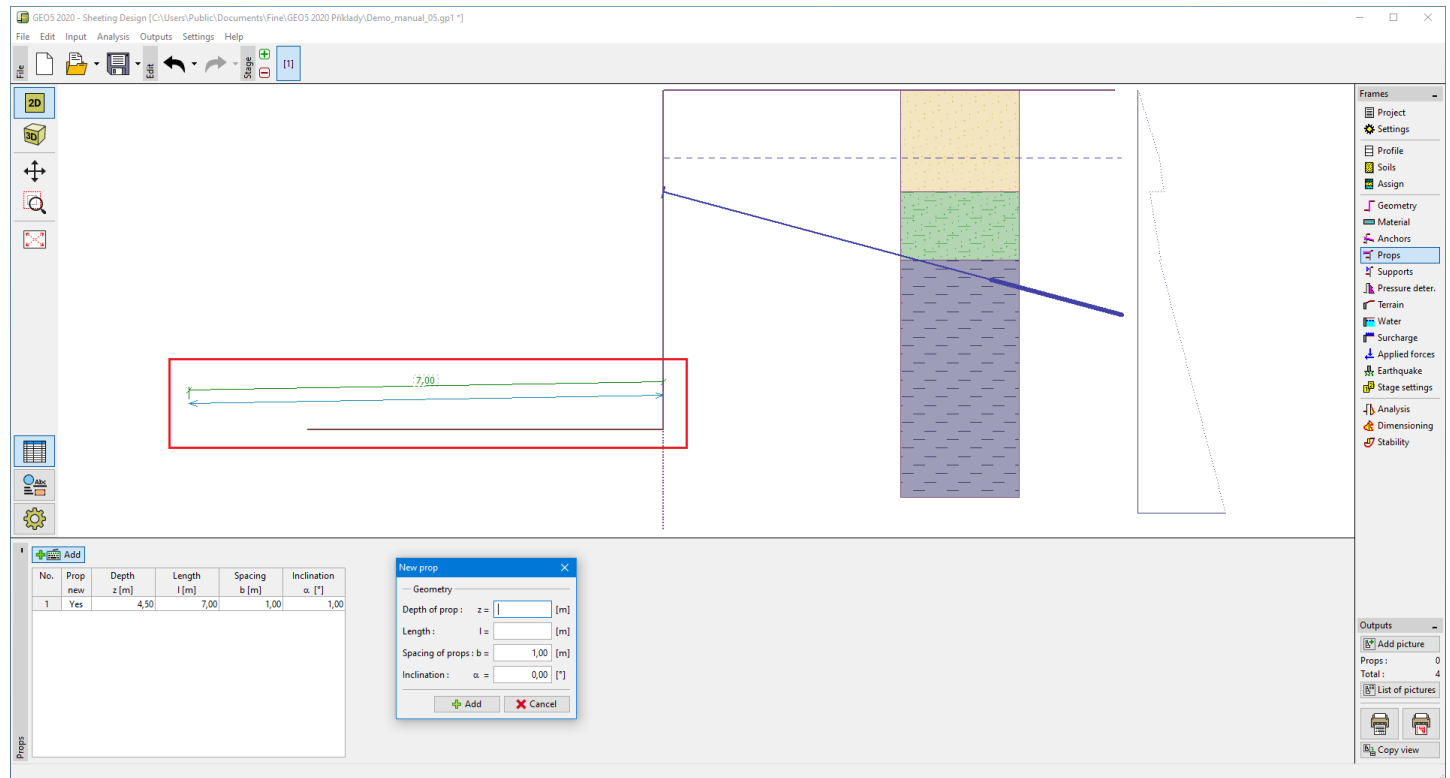 GEO5 2020 - Sheeting Design [C:\Users\Public\Documents\Fine\GEO5 2020 Příklady\Demo_manual_05.gp1 *]
File Edit Input Analysis Outputs Settings Help
File
Edit
Stage
[1]
2D
3D
Abc
7,00
Frames
Project
Settings
Profile
Soils
Assign
Geometry
Material
Anchors
Props
Supports
Pressure deter.
Terrain
Water
Surcharge
Applied forces
Earthquake
Stage settings
Analysis
Dimensioning
Stability
Outputs
Add picture
Props : 0
Total : 4
List of pictures
Copy view
Props
Add
No. Prop Depth Length Spacing Inclination
new z [m] l [m] b [m] α [°]
1 Yes 4,50 7,00 1,00 1,00
New prop
Geometry
Depth of prop : z = [m]
Length : l = [m]
Spacing of props : b = 1,00 [m]
Inclination : α = 0,00 [°]
Add Cancel